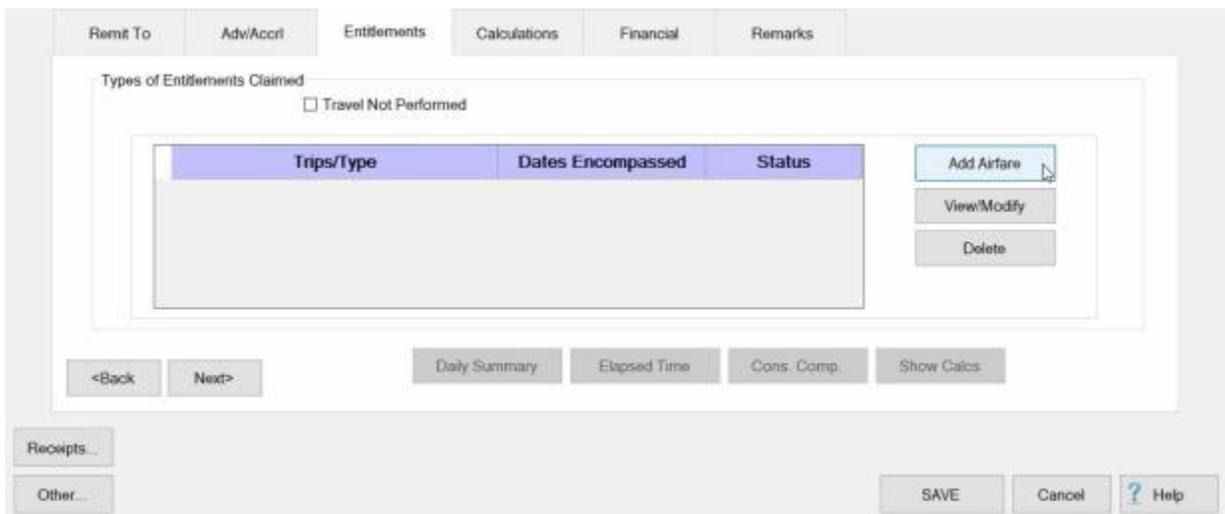 Remit To Adv/Accrl Entitlements Calculations Financial Remarks
Types of Entitlements Claimed
Travel Not Performed
Trips/Type Dates Encompassed Status
Add Airfare
View/Modify
Delete
<Back Next> Daily Summary Elapsed Time Cons. Comp. Show Calcs
Receipts...
Other... SAVE Cancel ? Help